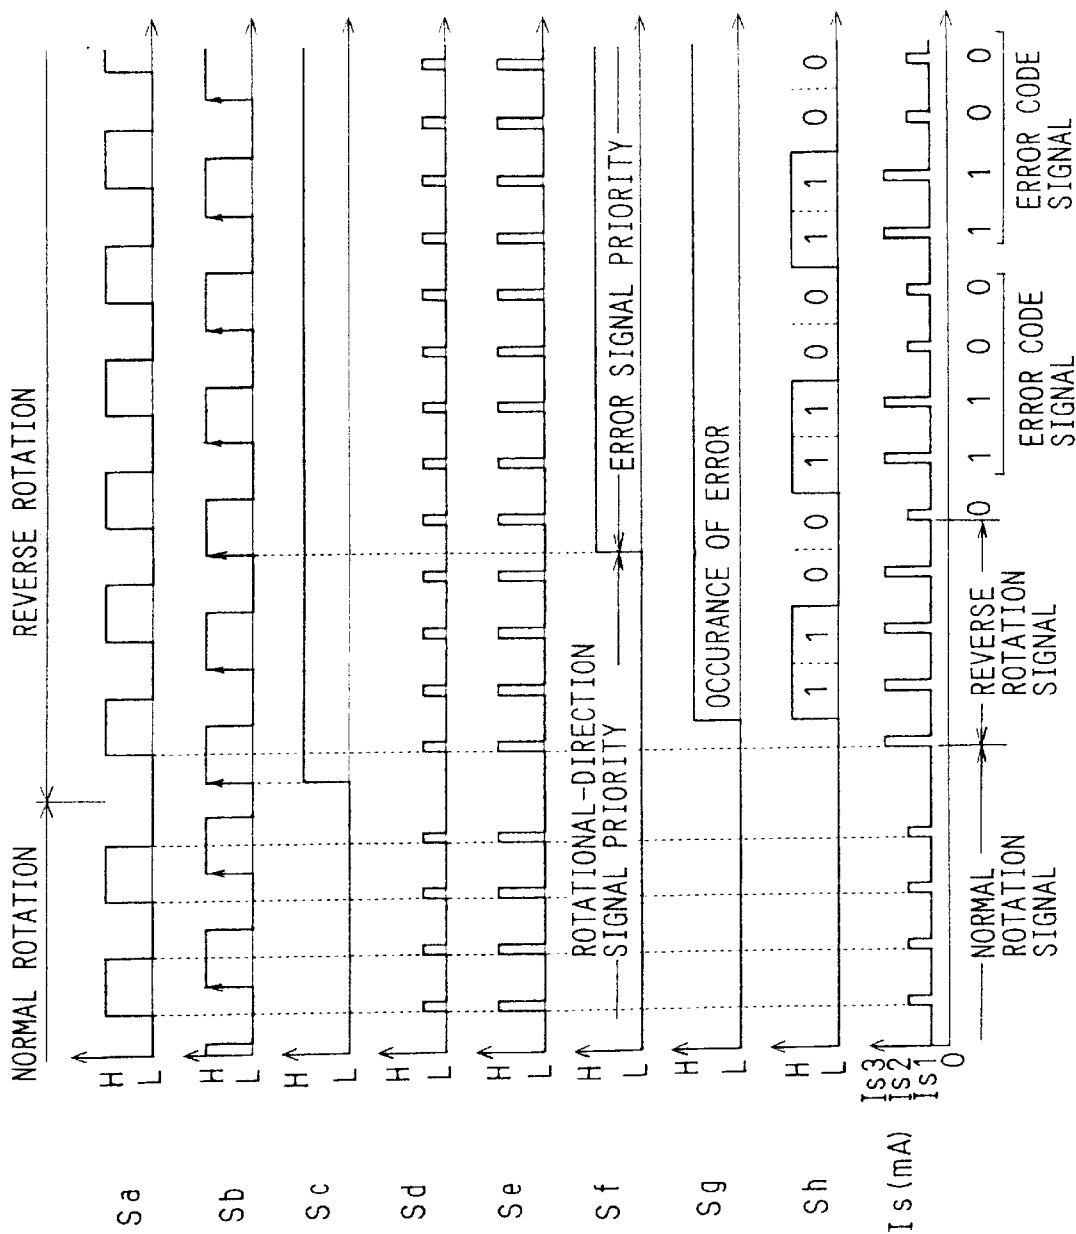 NORMAL ROTATION
REVERSE ROTATION
Sa
H
L
Sb
H
L
Sc
H
L
Sd
H
L
Se
H
L
Sf
H
L
ROTATIONAL-DIRECTION
SIGNAL PRIORITY
ERROR SIGNAL PRIORITY
Sg
H
L
OCCURANCE OF ERROR
Sh
H
L
1 1 0 0 1 1 0 0 1 1 0 0
Is(mA)
Is3
Is2
Is1
0
0 1 1 0 0 1 1 0 0
NORMAL
ROTATION
SIGNAL
REVERSE
ROTATION
SIGNAL
ERROR CODE
SIGNAL
ERROR CODE
SIGNAL